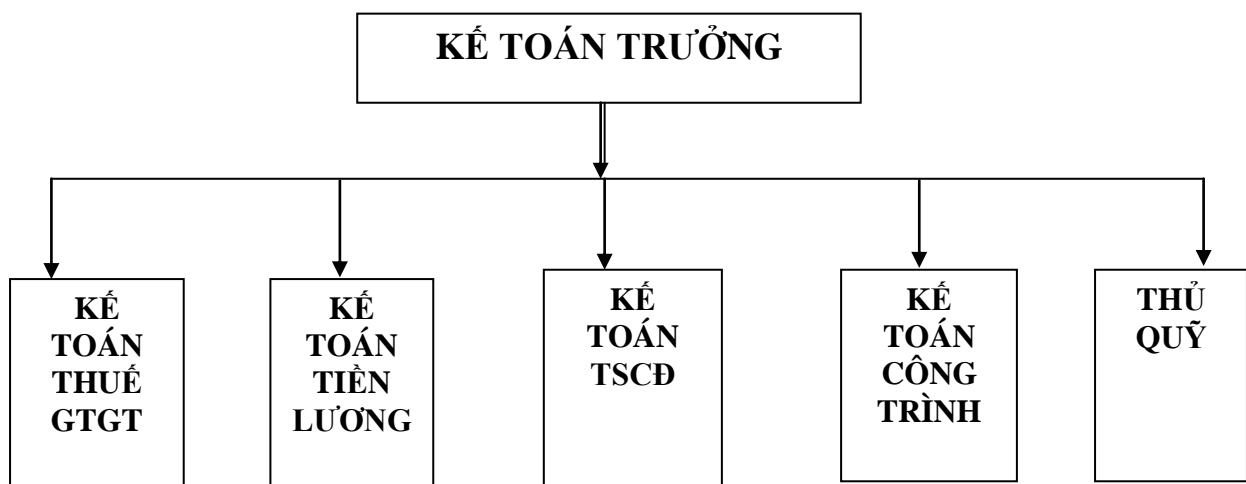 KẾ TOÁN TRƯỞNG
KẾ
TOÁN
THUẾ
GTGT
KẾ
TOÁN
TIỀN
LƯƠNG
KẾ
TOÁN
TSCĐ
KẾ
TOÁN
CÔNG
TRÌNH
THỦ
QUỸ